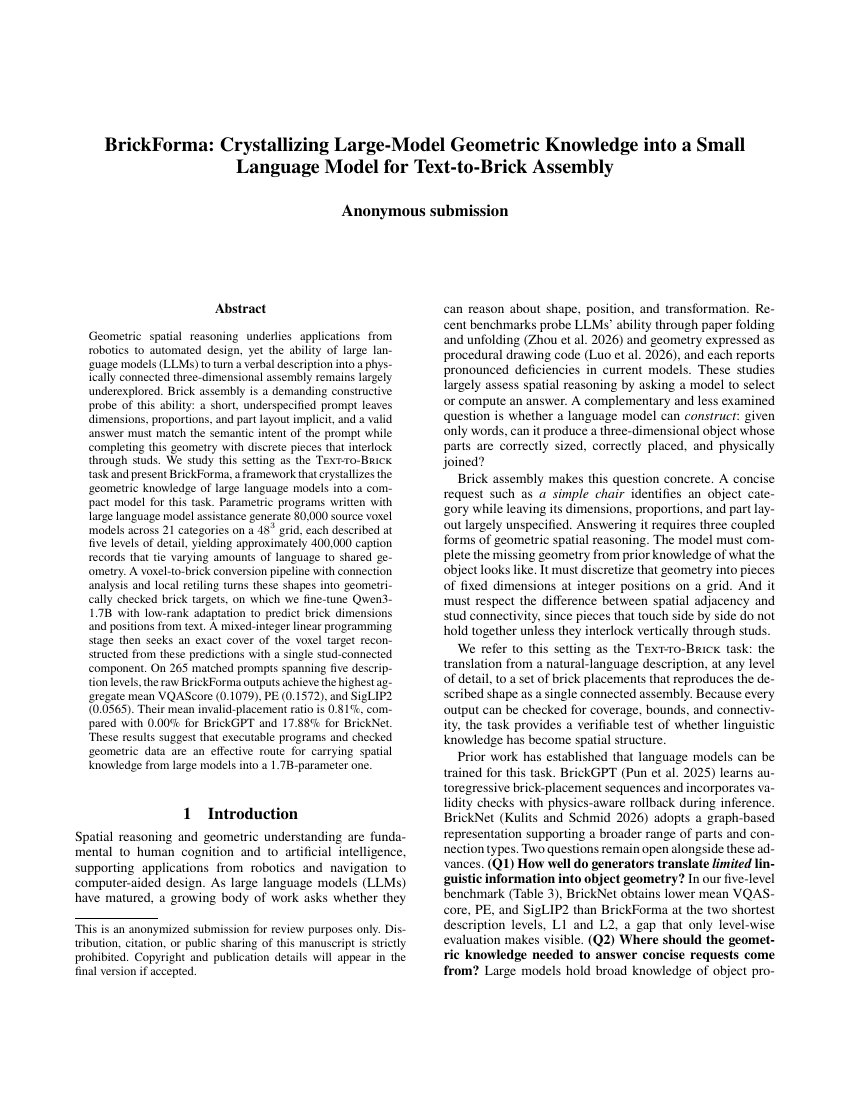 BrickForma: Crystallizing Large-Model Geometric Knowledge into a Small
Language Model for Text-to-Brick Assembly
Anonymous submission
Abstract
Geometric spatial reasoning underlies applications from
robotics to automated design, yet the ability of large lan-
guage models (LLMs) to turn a verbal description into a phys-
ically connected three-dimensional assembly remains largely
underexplored. Brick assembly is a demanding constructive
probe of this ability: a short, underspecified prompt leaves
dimensions, proportions, and part layout implicit, and a valid
answer must match the semantic intent of the prompt while
completing this geometry with discrete pieces that interlock
through studs. We study this setting as the TEXT-TO-BRICK
task and present BrickForma, a framework that crystallizes the
geometric knowledge of large language models into a com-
pact model for this task. Parametric programs written with
large language model assistance generate 80,000 source voxel
models across 21 categories on a 48³ grid, each described at
five levels of detail, yielding approximately 400,000 caption
records that tie varying amounts of language to shared ge-
ometry. A voxel-to-brick conversion pipeline with connection
analysis and local retiling turns these shapes into geometri-
cally checked brick targets, on which we fine-tune Qwen3-
1.7B with low-rank adaptation to predict brick dimensions
and positions from text. A mixed-integer linear programming
stage then seeks an exact cover of the voxel target recon-
structed from these predictions with a single stud-connected
component. On 265 matched prompts spanning five descrip-
tion levels, the raw BrickForma outputs achieve the highest ag-
gregate mean VQAScore (0.1079), PE (0.1572), and SigLIP2
(0.0565). Their mean invalid-placement ratio is 0.81%, com-
pared with 0.00% for BrickGPT and 17.88% for BrickNet.
These results suggest that executable programs and checked
geometric data are an effective route for carrying spatial
knowledge from large models into a 1.7B-parameter one.
1 Introduction
Spatial reasoning and geometric understanding are funda-
mental to human cognition and to artificial intelligence,
supporting applications from robotics and navigation to
computer-aided design. As large language models (LLMs)
have matured, a growing body of work asks whether they
This is an anonymized submission for review purposes only. Dis-
tribution, citation, or public sharing of this manuscript is strictly
prohibited. Copyright and publication details will appear in the
final version if accepted.
can reason about shape, position, and transformation. Re-
cent benchmarks probe LLMs' ability through paper folding
and unfolding (Zhou et al. 2026) and geometry expressed as
procedural drawing code (Luo et al. 2026), and each reports
pronounced deficiencies in current models. These studies
largely assess spatial reasoning by asking a model to select
or compute an answer. A complementary and less examined
question is whether a language model can construct: given
only words, can it produce a three-dimensional object whose
parts are correctly sized, correctly placed, and physically
joined?
Brick assembly makes this question concrete. A concise
request such as a simple chair identifies an object cate-
gory while leaving its dimensions, proportions, and part lay-
out largely unspecified. Answering it requires three coupled
forms of geometric spatial reasoning. The model must com-
plete the missing geometry from prior knowledge of what the
object looks like. It must discretize that geometry into pieces
of fixed dimensions at integer positions on a grid. And it
must respect the difference between spatial adjacency and
stud connectivity, since pieces that touch side by side do not
hold together unless they interlock vertically through studs.
We refer to this setting as the TEXT-TO-BRICK task: the
translation from a natural-language description, at any level
of detail, to a set of brick placements that reproduces the de-
scribed shape as a single connected assembly. Because every
output can be checked for coverage, bounds, and connectiv-
ity, the task provides a verifiable test of whether linguistic
knowledge has become spatial structure.
Prior work has established that language models can be
trained for this task. BrickGPT (Pun et al. 2025) learns au-
toregressive brick-placement sequences and incorporates va-
lidity checks with physics-aware rollback during inference.
BrickNet (Kulits and Schmid 2026) adopts a graph-based
representation supporting a broader range of parts and con-
nection types. Two questions remain open alongside these ad-
vances. (Q1) How well do generators translate limited lin-
guistic information into object geometry? In our five-level
benchmark (Table 3), BrickNet obtains lower mean VQAS-
core, PE, and SigLIP2 than BrickForma at the two shortest
description levels, L1 and L2, a gap that only level-wise
evaluation makes visible. (Q2) Where should the geomet-
ric knowledge needed to answer concise requests come
from? Large models hold broad knowledge of object pro-